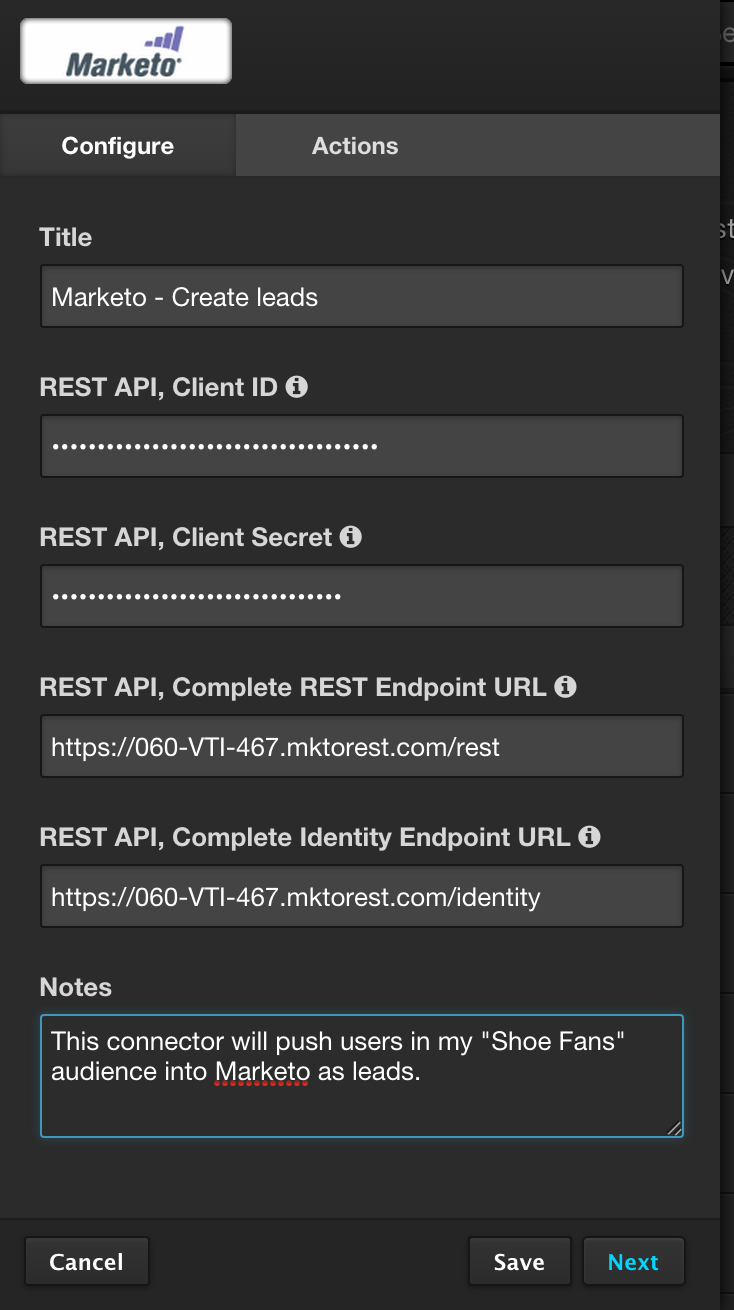 Marketo
Configure
Actions
Title
Marketo - Create leads
REST API, Client ID
••••••••••••••••••••••••••••••••••••
REST API, Client Secret
••••••••••••••••••••••••••••••••
REST API, Complete REST Endpoint URL
https://060-VTI-467.mktorest.com/rest
REST API, Complete Identity Endpoint URL
https://060-VTI-467.mktorest.com/identity
Notes
This connector will push users in my "Shoe Fans"
audience into Marketo as leads.
Cancel
Save
Next